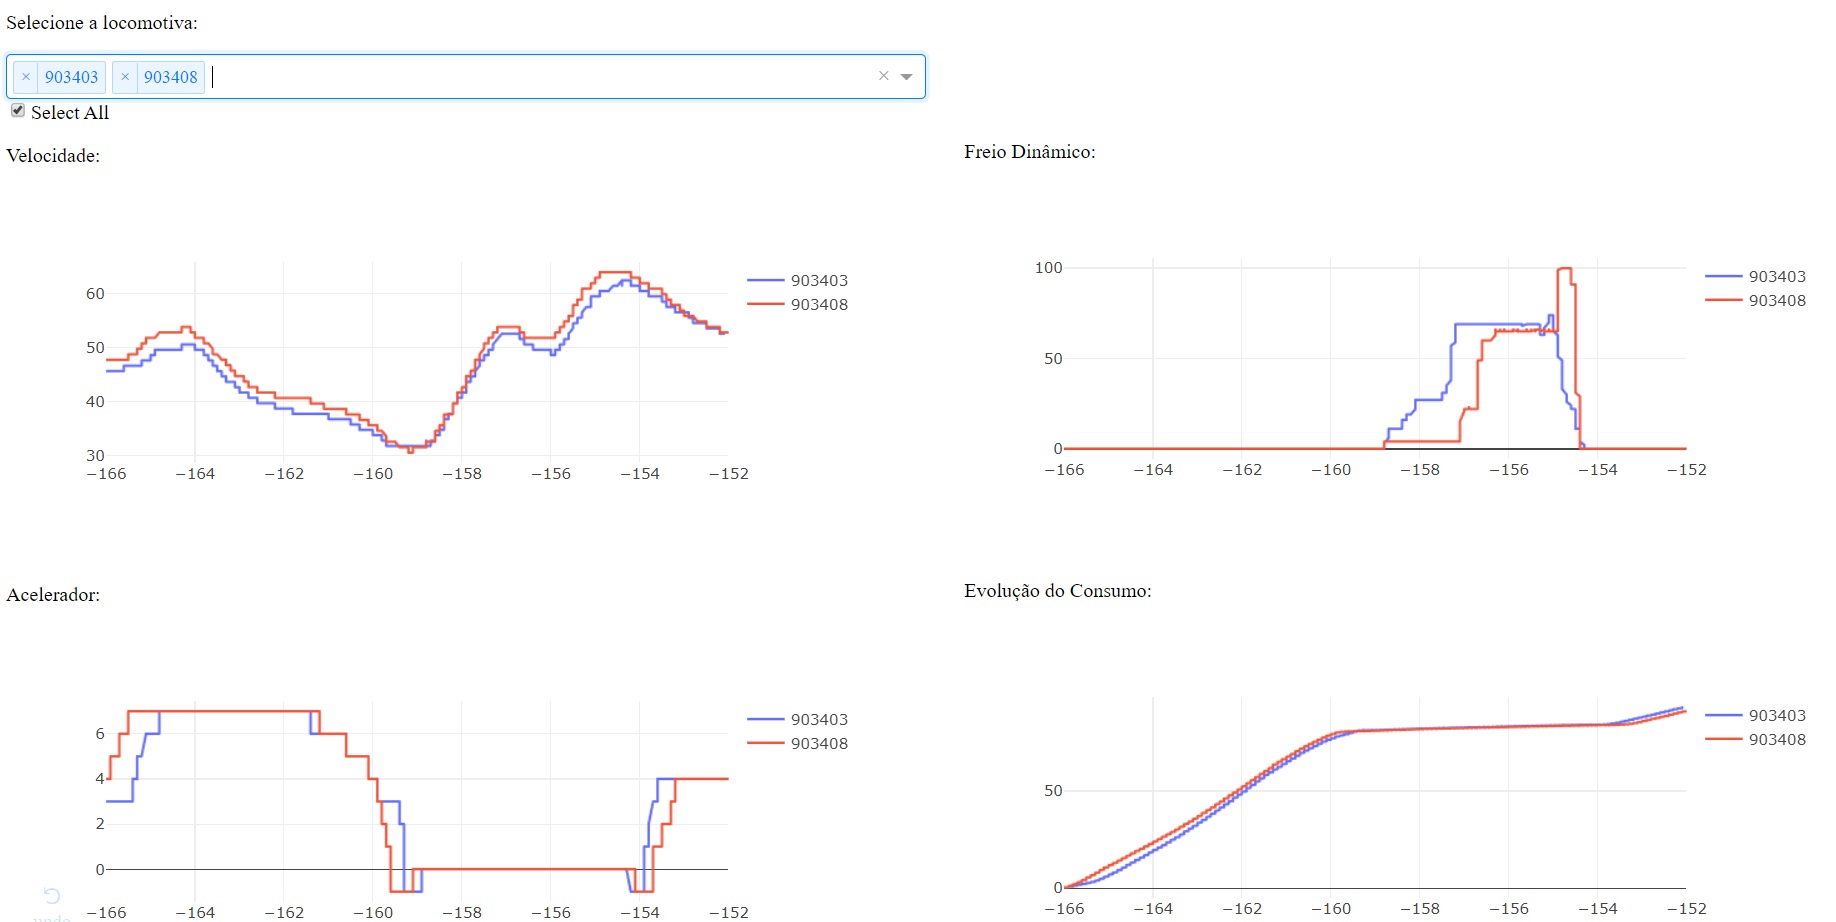 Selecione a locomotiva:
× 903403 × 903408 ×
Select All
Velocidade:
60
50
40
30
−166 −164 −162 −160 −158 −156 −154 −152
903403
903408
Freio Dinâmico:
100
50
0
−166 −164 −162 −160 −158 −156 −154 −152
903403
903408
Acelerador:
6
4
2
0
−166 −164 −162 −160 −158 −156 −154 −152
903403
903408
undo
Evolução do Consumo:
50
0
−166 −164 −162 −160 −158 −156 −154 −152
903403
903408